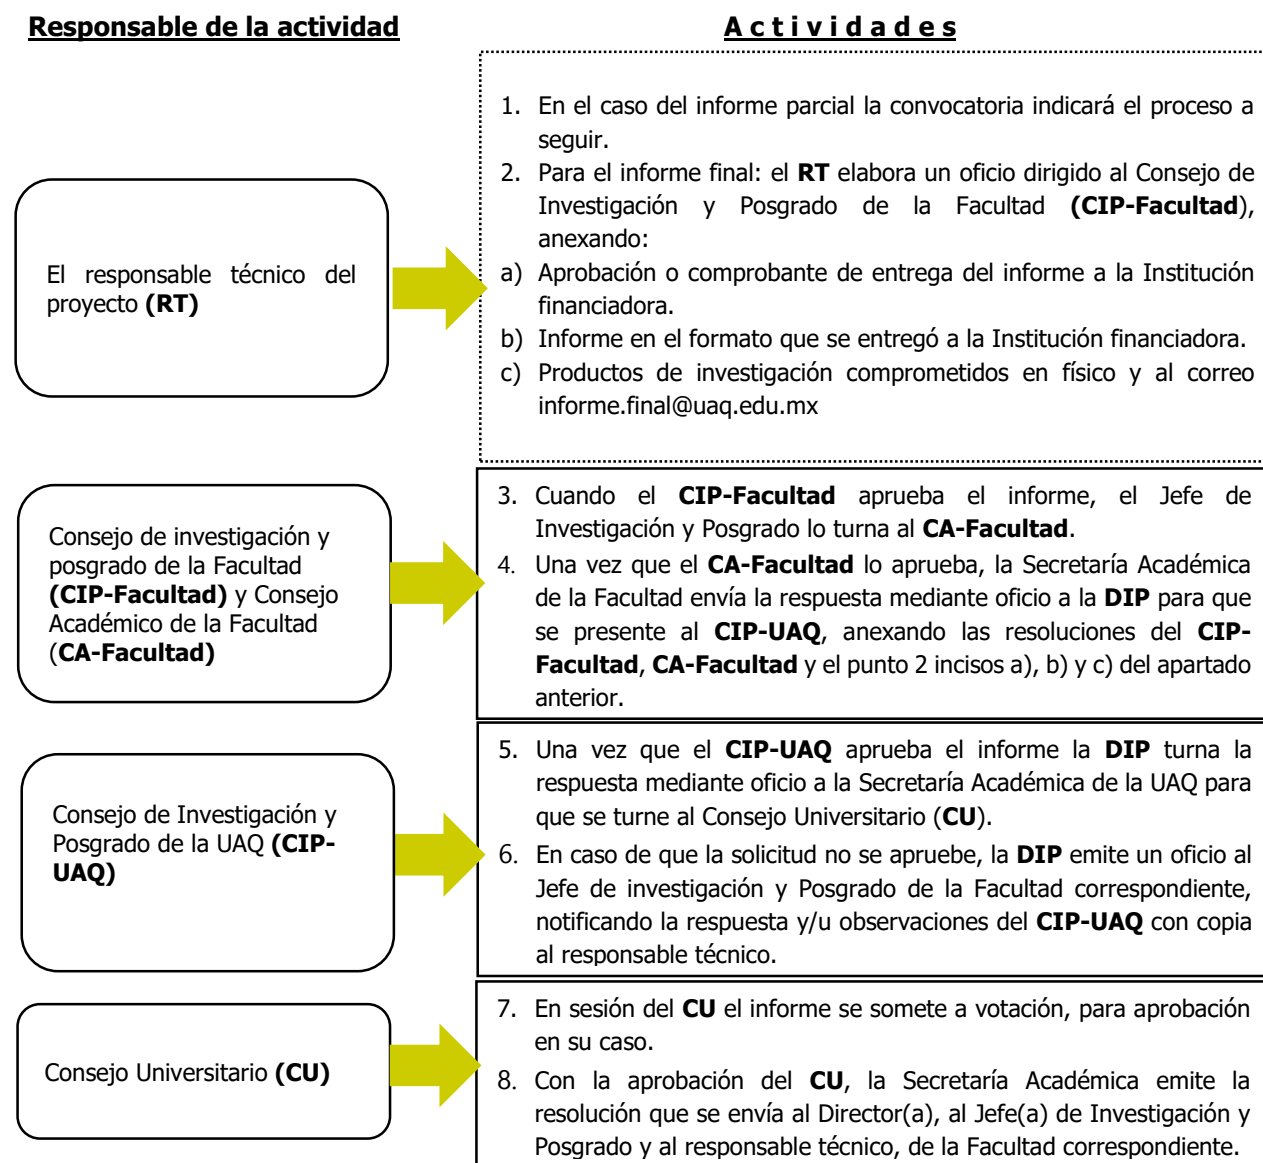 Responsable de la actividad
A c t i v i d a d e s
El responsable técnico del
proyecto (RT)
1. En el caso del informe parcial la convocatoria indicará el proceso a
seguir.
2. Para el informe final: el RT elabora un oficio dirigido al Consejo de
Investigación y Posgrado de la Facultad (CIP-Facultad),
anexando:
a) Aprobación o comprobante de entrega del informe a la Institución
financiadora.
b) Informe en el formato que se entregó a la Institución financiadora.
c) Productos de investigación comprometidos en físico y al correo
informe.final@uaq.edu.mx
Consejo de investigación y
posgrado de la Facultad
(CIP-Facultad) y Consejo
Académico de la Facultad
(CA-Facultad)
3. Cuando el CIP-Facultad aprueba el informe, el Jefe de
Investigación y Posgrado lo turna al CA-Facultad.
4. Una vez que el CA-Facultad lo aprueba, la Secretaría Académica
de la Facultad envía la respuesta mediante oficio a la DIP para que
se presente al CIP-UAQ, anexando las resoluciones del CIP-
Facultad, CA-Facultad y el punto 2 incisos a), b) y c) del apartado
anterior.
Consejo de Investigación y
Posgrado de la UAQ (CIP-
UAQ)
5. Una vez que el CIP-UAQ aprueba el informe la DIP turna la
respuesta mediante oficio a la Secretaría Académica de la UAQ para
que se turne al Consejo Universitario (CU).
6. En caso de que la solicitud no se apruebe, la DIP emite un oficio al
Jefe de investigación y Posgrado de la Facultad correspondiente,
notificando la respuesta y/u observaciones del CIP-UAQ con copia
al responsable técnico.
Consejo Universitario (CU)
7. En sesión del CU el informe se somete a votación, para aprobación
en su caso.
8. Con la aprobación del CU, la Secretaría Académica emite la
resolución que se envía al Director(a), al Jefe(a) de Investigación y
Posgrado y al responsable técnico, de la Facultad correspondiente.